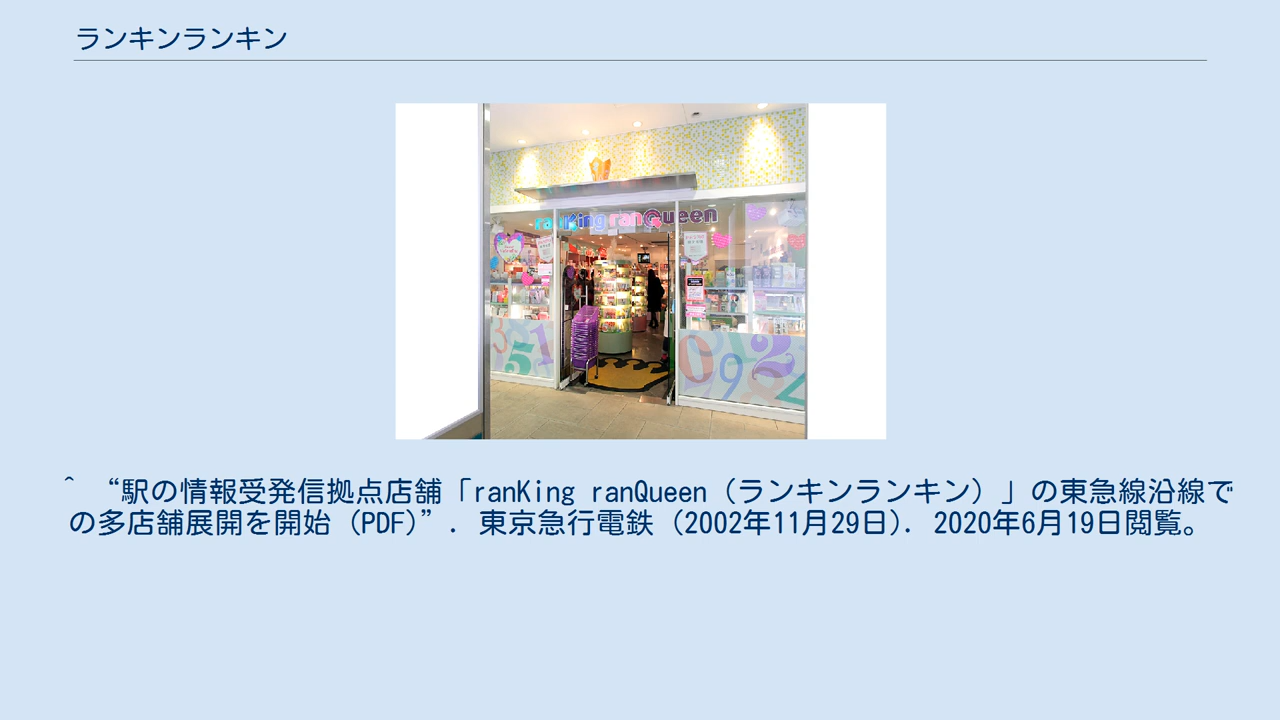 ランキンランキン
ranKing ranQueen
^ “駅の情報受発信拠点店舗「ranKing ranQueen（ランキンランキン）」の東急線沿線で
の多店舗展開を開始 (PDF)”. 東京急行電鉄 (2002年11月29日). 2020年6月19日閲覧。